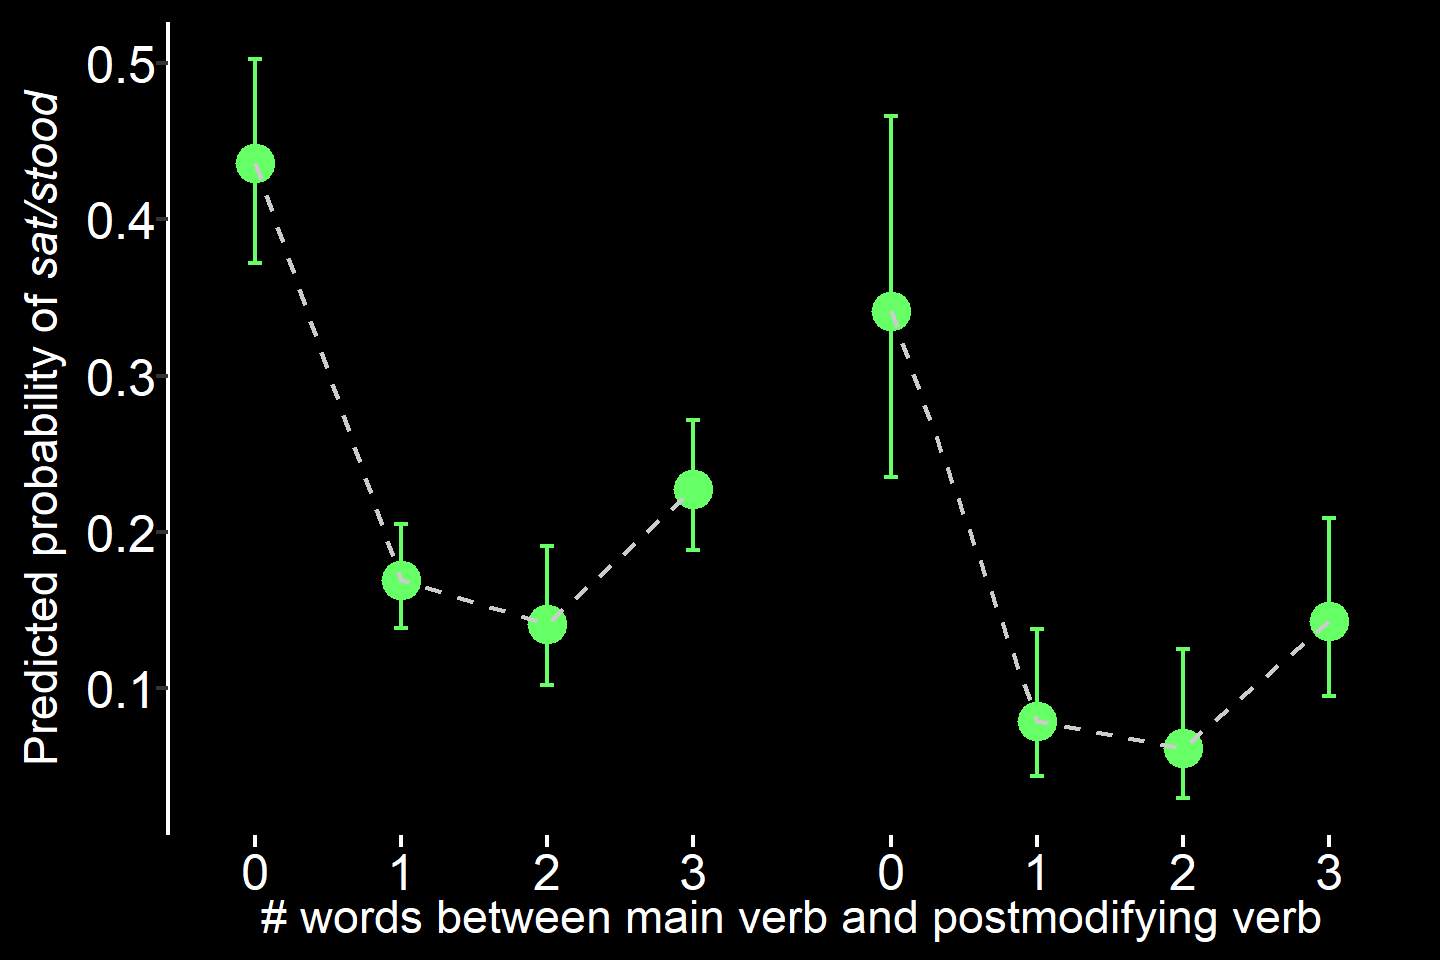 Predicted probability of sat/stood
0.5
0.4
0.3
0.2
0.1
0 1 2 3 0 1 2 3
# words between main verb and postmodifying verb